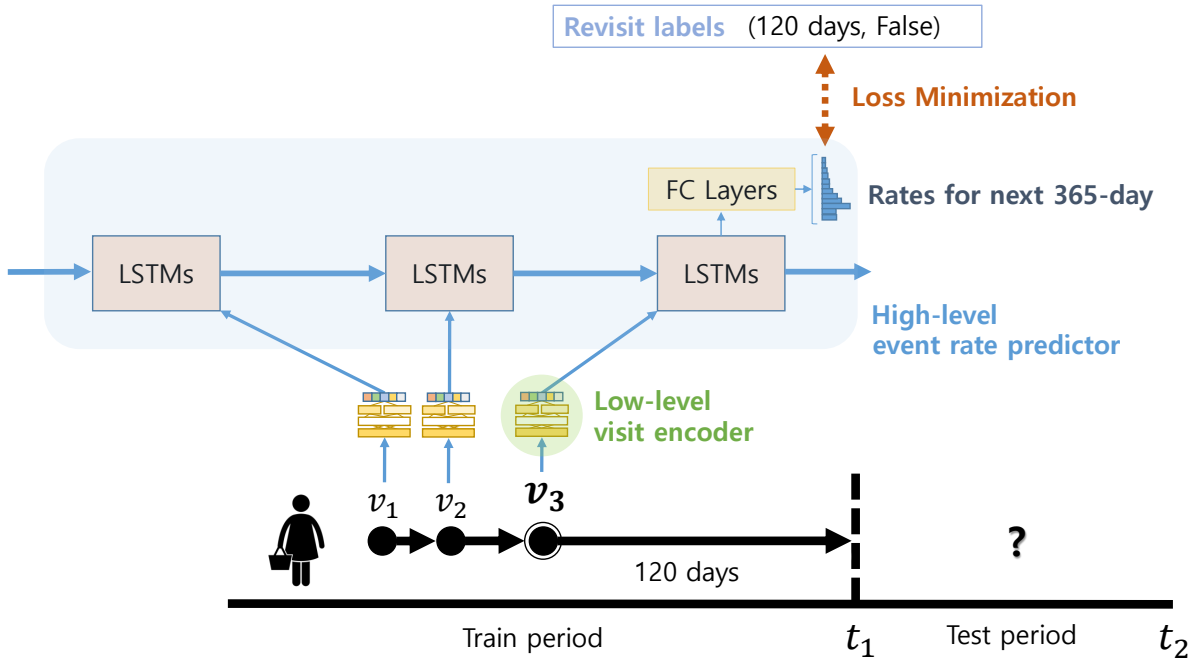 Revisit labels (120 days, False)
Loss Minimization
FC Layers
Rates for next 365-day
LSTMs
LSTMs
LSTMs
High-level
event rate predictor
Low-level
visit encoder
v₁
v₂
v₃
?
120 days
Train period
t₁
Test period
t₂